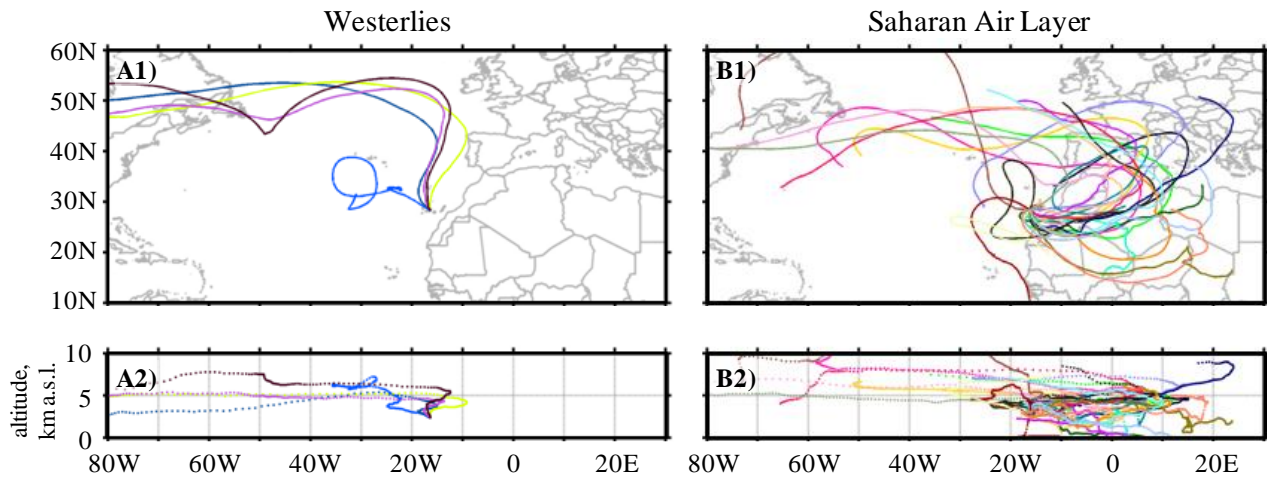 Westerlies
Saharan Air Layer
60N
50N
40N
30N
20N
10N
A1)
B1)
altitude,
km a.s.l.
10
5
0
A2)
B2)
80W 60W 40W 20W 0 20E
80W 60W 40W 20W 0 20E